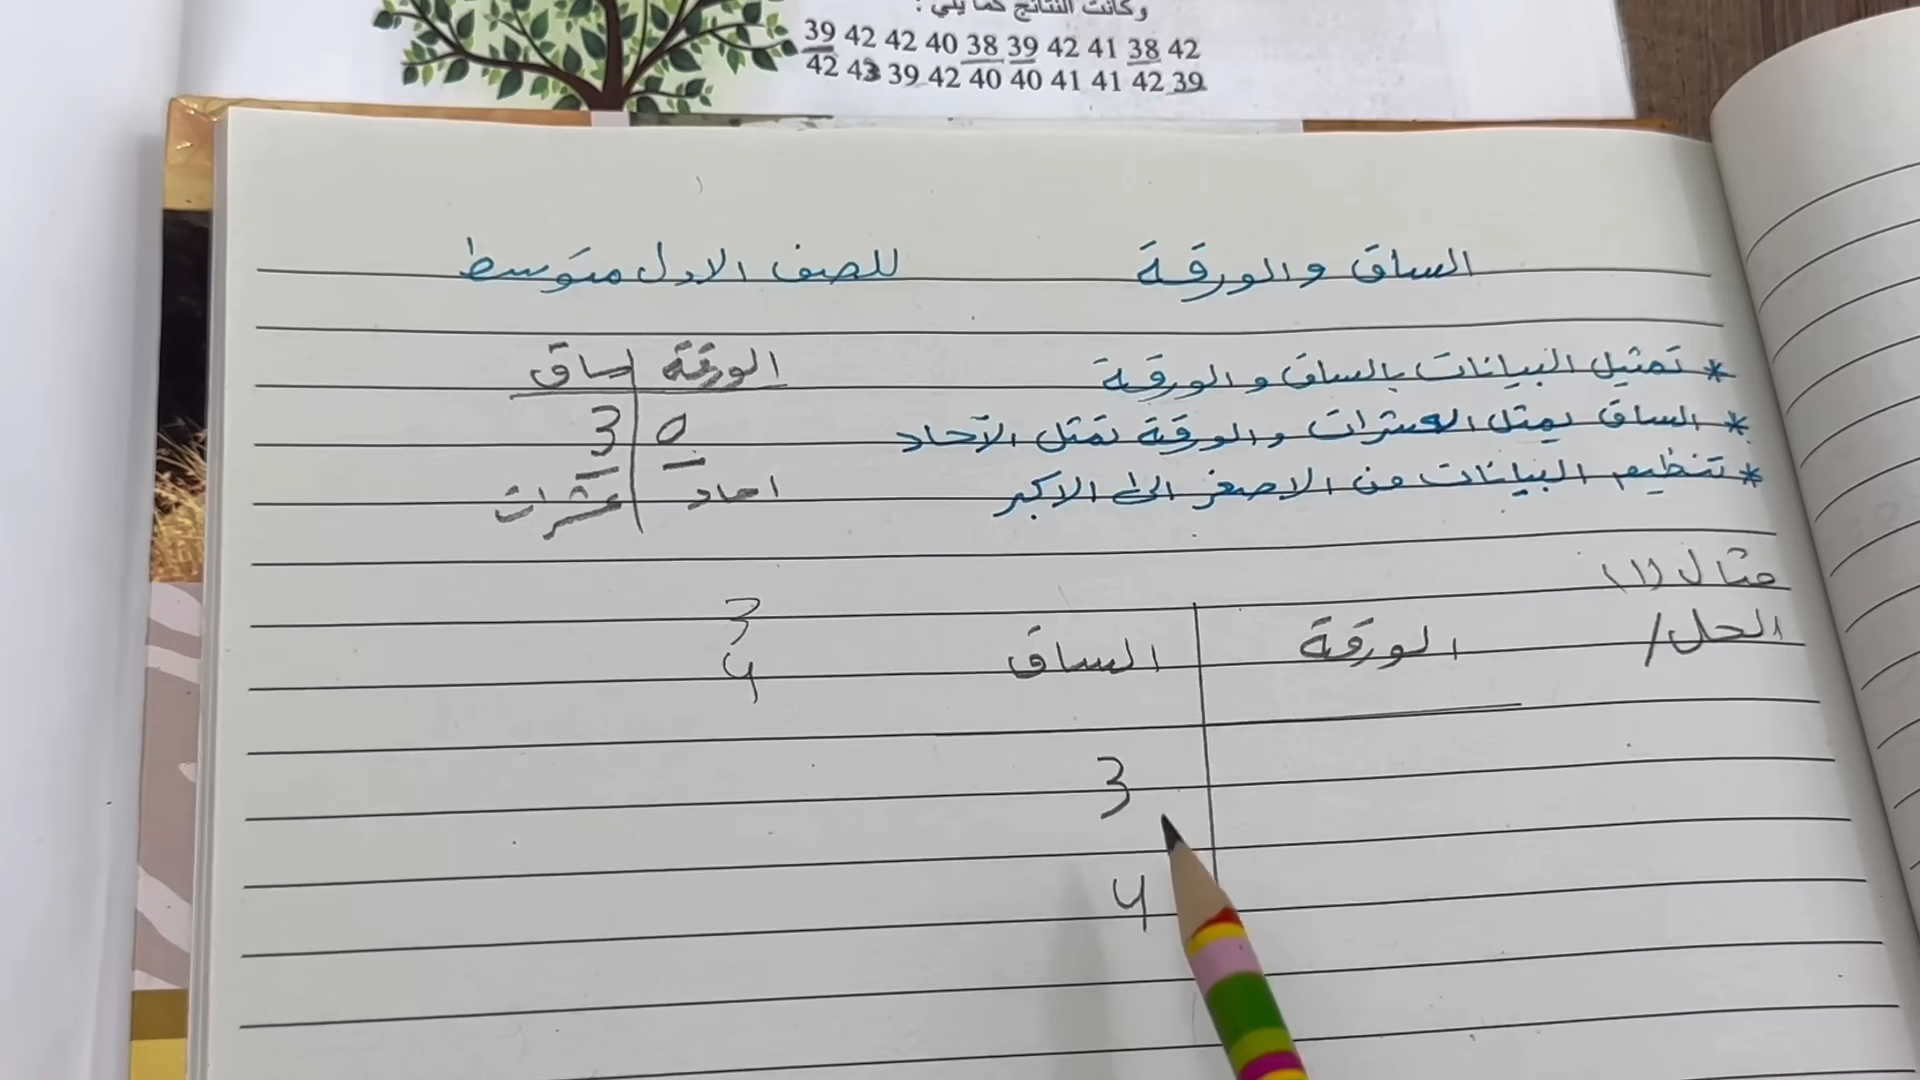 وكانت النتائج كما يلي :
39 42 42 40 38 39 42 41 38 42
42 43 39 42 40 40 41 41 42 39
الساق والورقة للصف الاول متوسط
* تمثيل البيانات بالساق والورقة
* الساق يمثل العشرات والورقة تمثل الآحاد
* تنظيم البيانات من الاصغر الى الاكبر
الورقة ساق
0 3
احاد عشرات
مثال (١)
الحل/
الورقة الساق
3
4
3
4